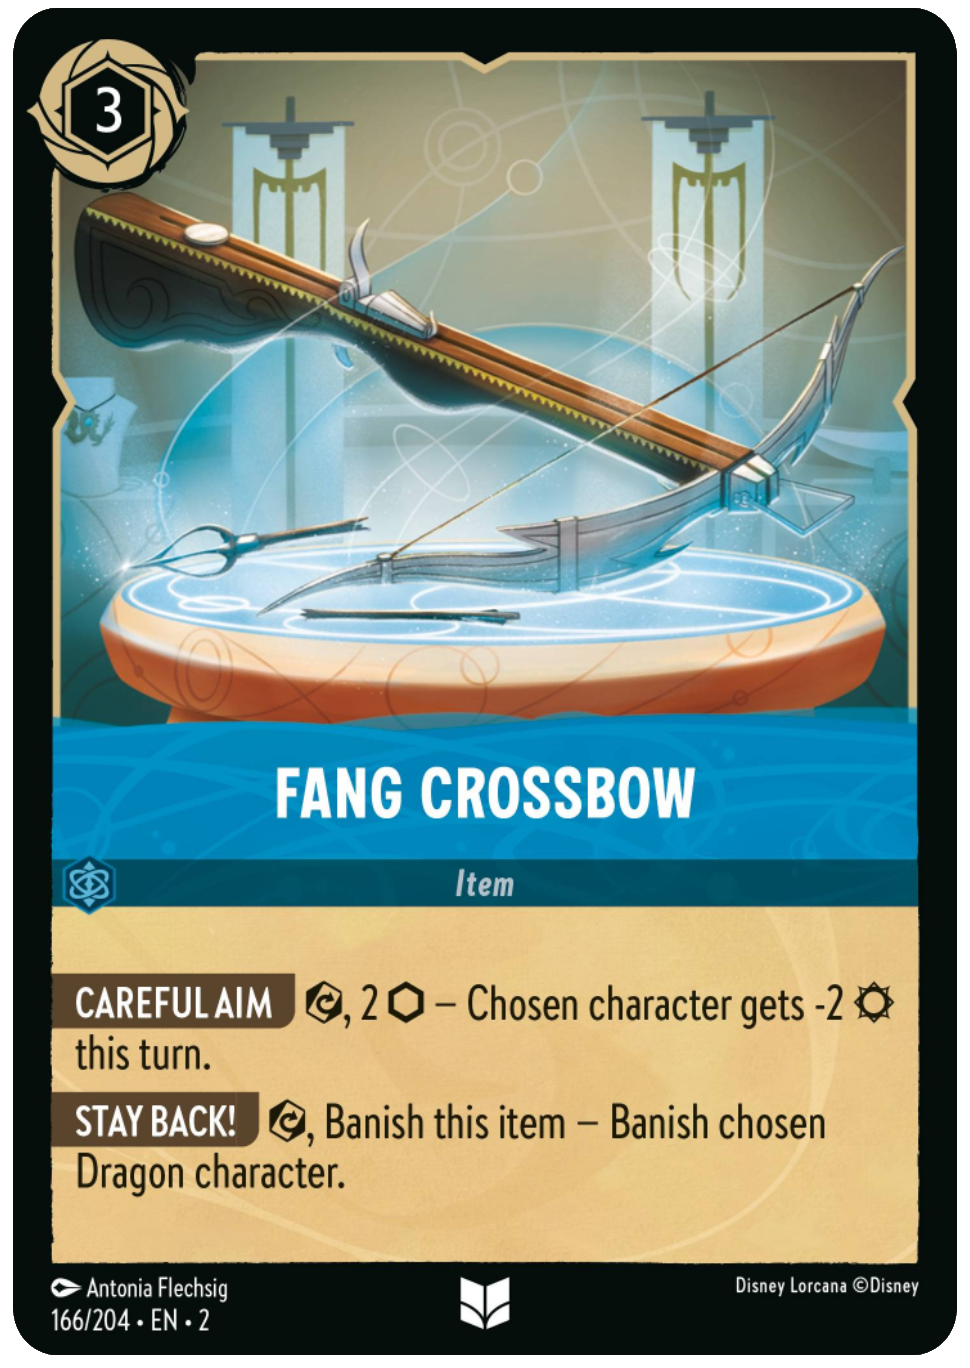 3
FANG CROSSBOW
Item
CAREFUL AIM , 2 – Chosen character gets -2
this turn.
STAY BACK! , Banish this item – Banish chosen
Dragon character.
Antonia Flechsig
Disney Lorcana ©Disney
166/204 • EN • 2